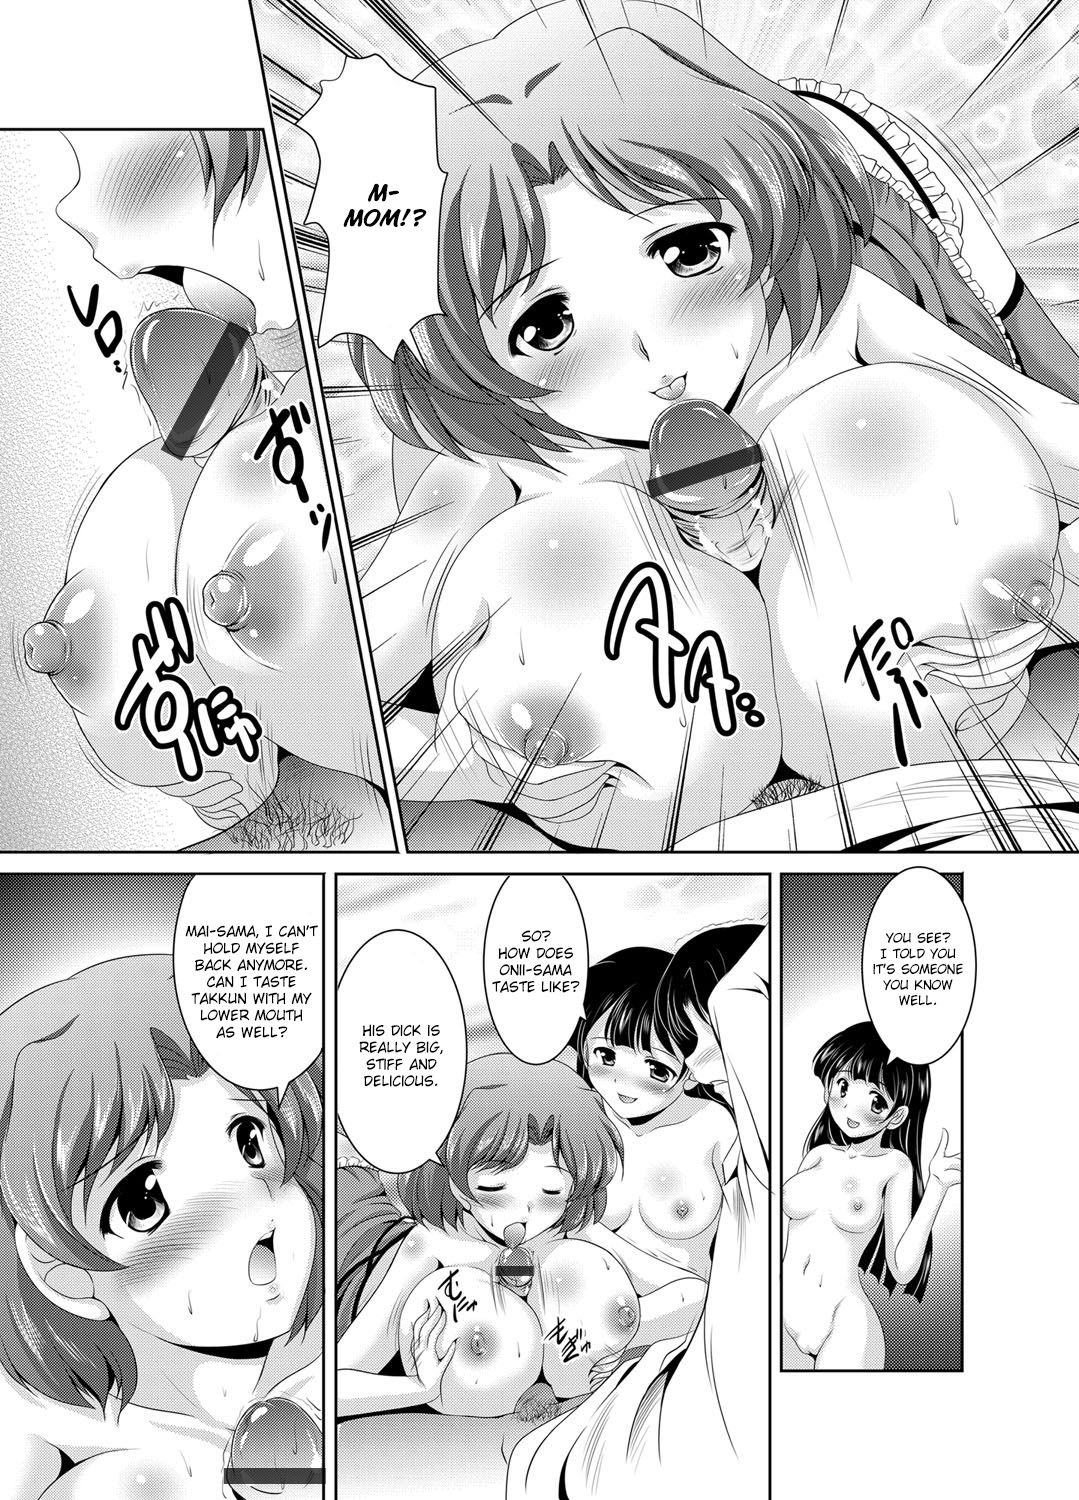 M-
MOM!?
YOU SEE?
I TOLD YOU
IT'S SOMEONE
YOU KNOW
WELL.
SO?
HOW DOES
ONII-SAMA
TASTE LIKE?
HIS DICK IS
REALLY BIG,
STIFF AND
DELICIOUS.
MAI-SAMA, I CAN'T
HOLD MYSELF
BACK ANYMORE.
CAN I TASTE
TAKKUN WITH MY
LOWER MOUTH
AS WELL?